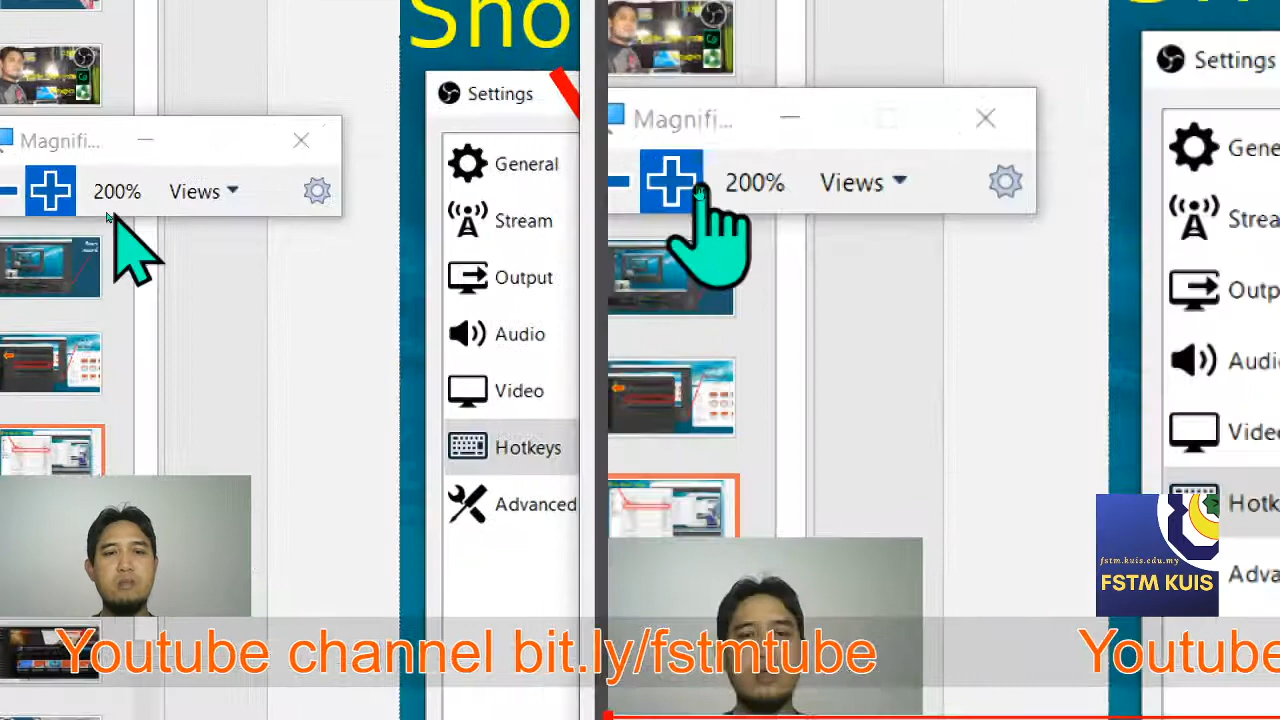 Sho
Settings
Magnifi...
200%
Views
General
Stream
Output
Audio
Video
Hotkeys
Advanced
Settings
Magnifi...
200%
Views
Gene
Strea
Outp
Audio
Vide
Hotk
Adva
fstm.kuis.edu.my
FSTM KUIS
Youtube channel bit.ly/fstmtube
Youtube